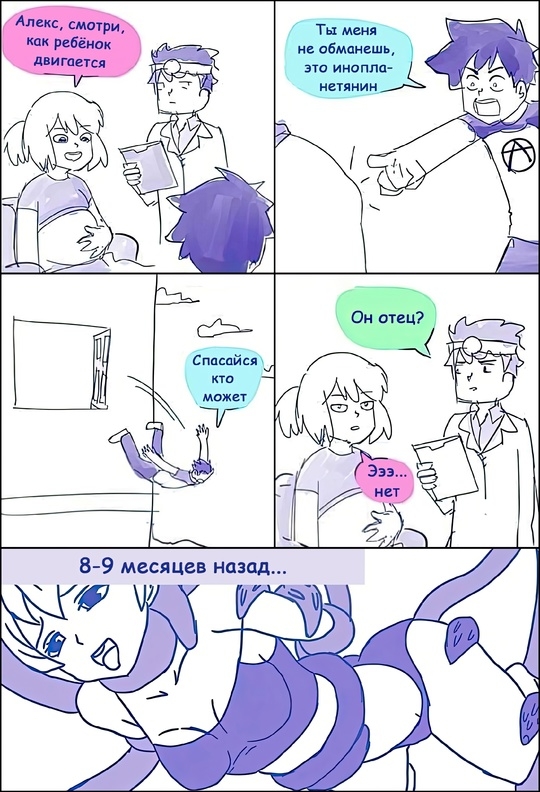 Алекс, смотри,
как ребёнок
двигается
Ты меня
не обманешь,
это инопла-
нетянин
Спасайся
кто
может
Он отец?
Эээ...
нет
8-9 месяцев назад...